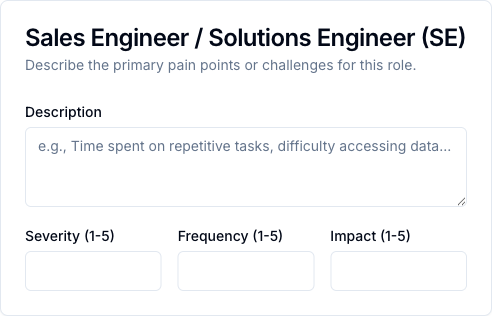 Sales Engineer / Solutions Engineer (SE)
Describe the primary pain points or challenges for this role.
Description
e.g., Time spent on repetitive tasks, difficulty accessing data...
Severity (1-5)
Frequency (1-5)
Impact (1-5)